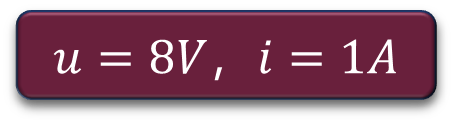 u = 8V, i = 1A